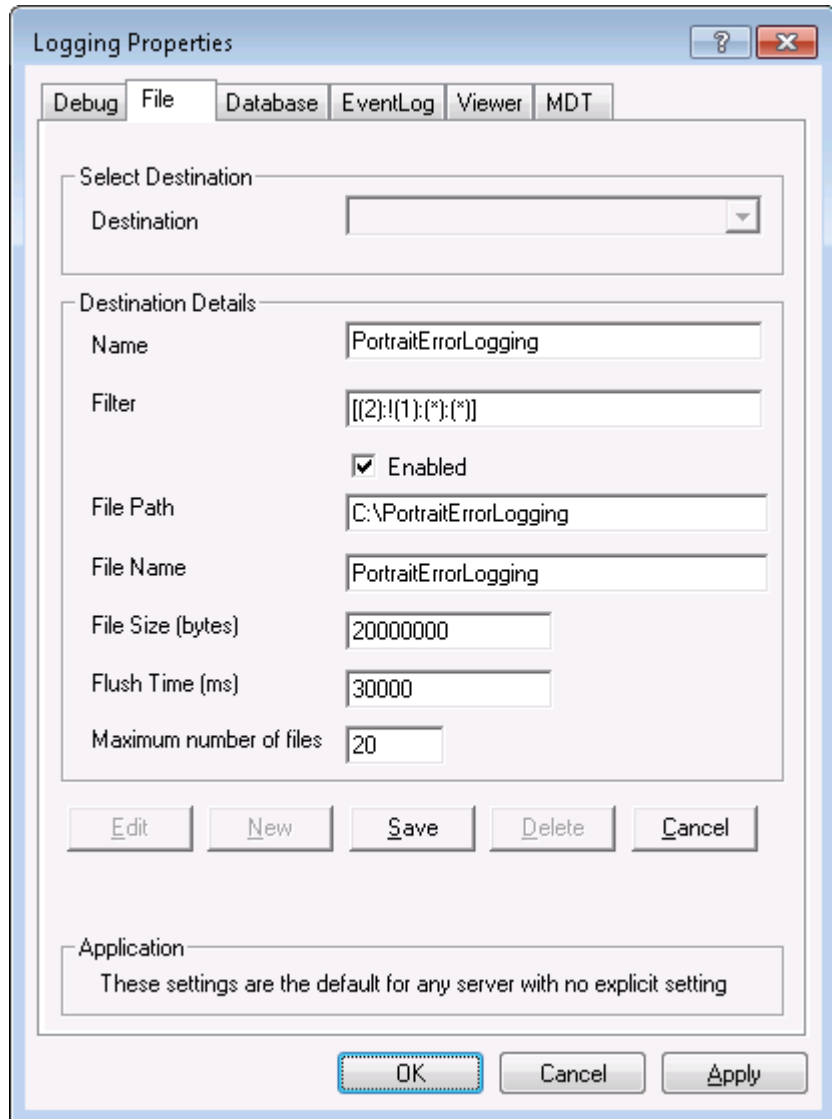 Logging Properties
?
Debug File Database EventLog Viewer MDT
Select Destination
Destination
Destination Details
Name PortraitErrorLogging
Filter [(2):!(1):(*):(*)]
Enabled
File Path C:\PortraitErrorLogging
File Name PortraitErrorLogging
File Size (bytes) 20000000
Flush Time (ms) 30000
Maximum number of files 20
Edit New Save Delete Cancel
Application
These settings are the default for any server with no explicit setting
OK Cancel Apply